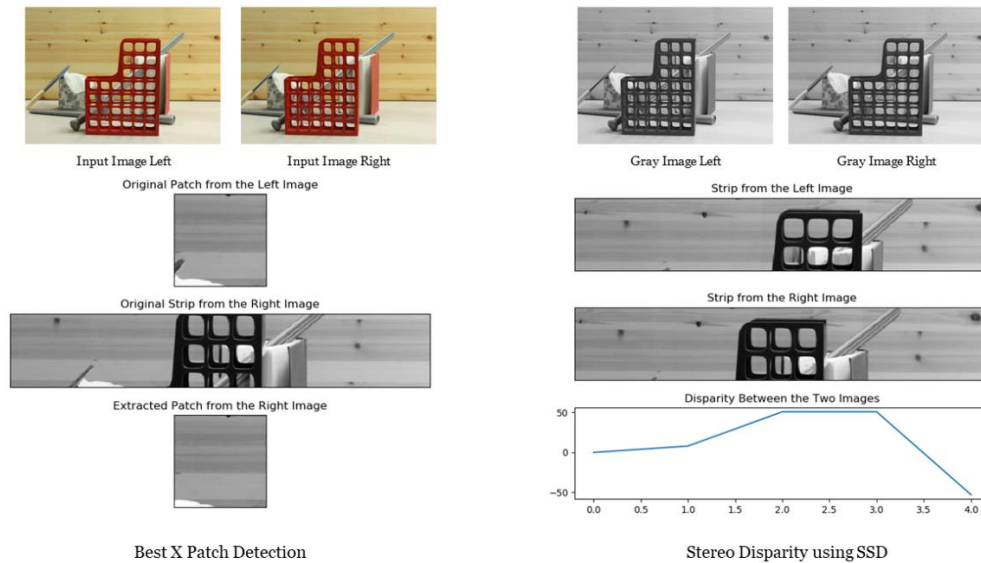 Input Image Left
Input Image Right
Original Patch from the Left Image
Original Strip from the Right Image
Extracted Patch from the Right Image
Best X Patch Detection
Gray Image Left
Gray Image Right
Strip from the Left Image
Strip from the Right Image
Disparity Between the Two Images
50
0
−50
0.0 0.5 1.0 1.5 2.0 2.5 3.0 3.5 4.0
Stereo Disparity using SSD